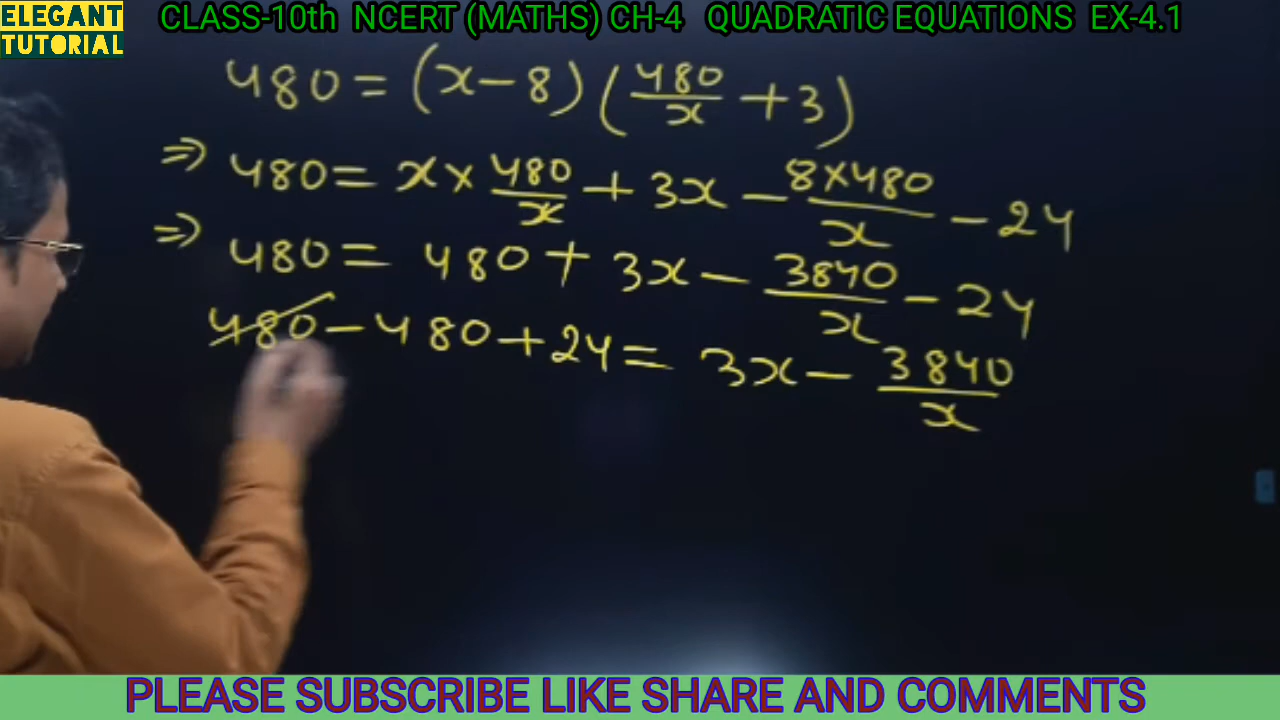 ELEGANT
TUTORIAL
CLASS-10th NCERT (MATHS) CH-4 QUADRATIC EQUATIONS EX-4.1
480 = (x-8)(480/x + 3)
⇒ 480 = x × 480/x + 3x - 8×480/x - 24
⇒ 480 = 480 + 3x - 3840/x - 24
480 - 480 + 24 = 3x - 3840/x
PLEASE SUBSCRIBE LIKE SHARE AND COMMENTS